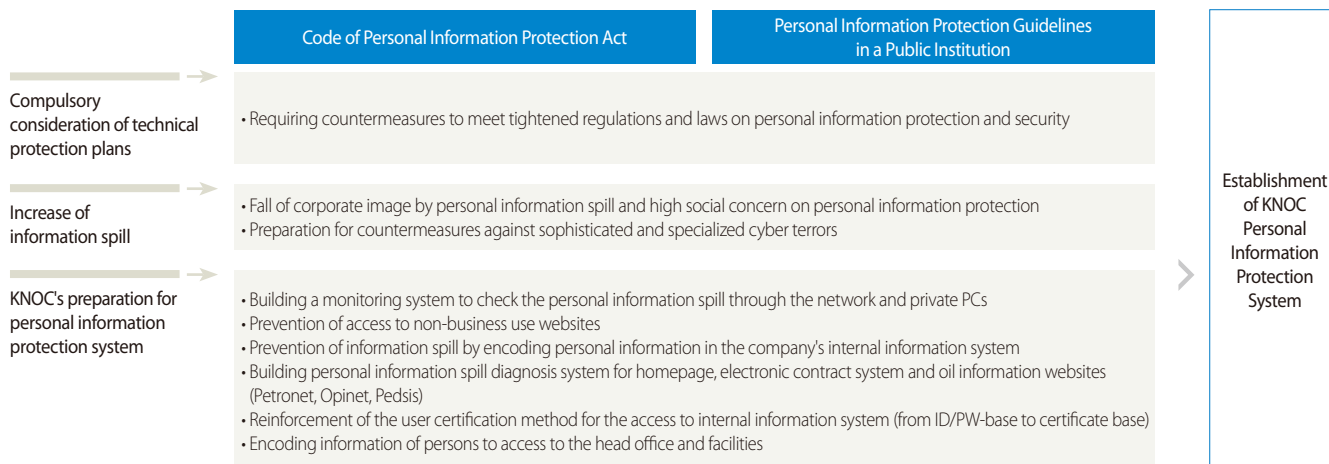 Code of Personal Information Protection Act
Personal Information Protection Guidelines
in a Public Institution
Compulsory
consideration of technical
protection plans
• Requiring countermeasures to meet tightened regulations and laws on personal information protection and security
Increase of
information spill
• Fall of corporate image by personal information spill and high social concern on personal information protection
• Preparation for countermeasures against sophisticated and specialized cyber terrors
KNOC's preparation for
personal information
protection system
• Building a monitoring system to check the personal information spill through the network and private PCs
• Prevention of access to non-business use websites
• Prevention of information spill by encoding personal information in the company's internal information system
• Building personal information spill diagnosis system for homepage, electronic contract system and oil information websites
(Petronet, Opinet, Pedsis)
• Reinforcement of the user certification method for the access to internal information system (from ID/PW-base to certificate base)
• Encoding information of persons to access to the head office and facilities
Establishment
of KNOC
Personal
Information
Protection
System